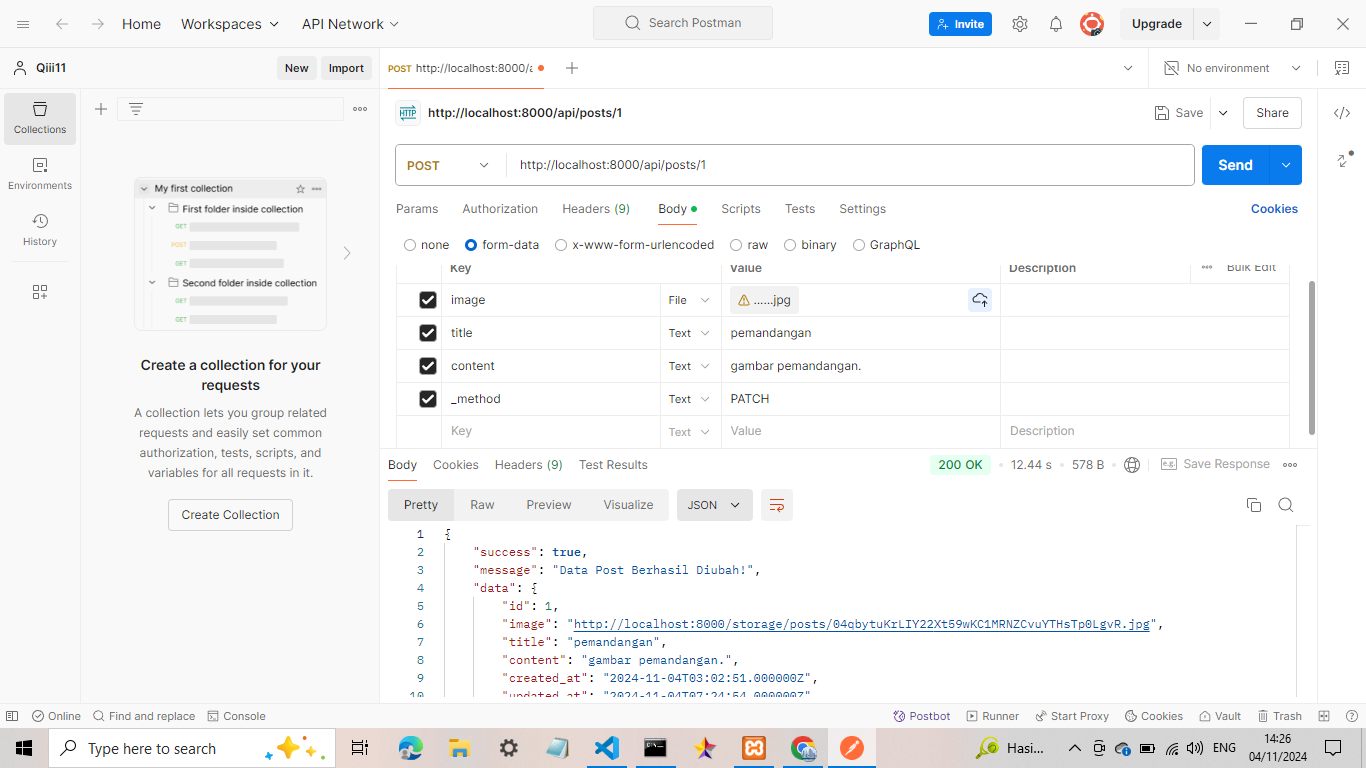 Home
Workspaces
API Network
Search Postman
Invite
Upgrade
Qiii11
New
Import
POST http://localhost:8000/a
No environment
Collections
Environments
History
My first collection
First folder inside collection
GET
POST
GET
Second folder inside collection
GET
GET
Create a collection for your
requests
A collection lets you group related
requests and easily set common
authorization, tests, scripts, and
variables for all requests in it.
Create Collection
HTTP
http://localhost:8000/api/posts/1
Save
Share
POST
http://localhost:8000/api/posts/1
Send
Params
Authorization
Headers (9)
Body
Scripts
Tests
Settings
Cookies
none
form-data
x-www-form-urlencoded
raw
binary
GraphQL
Key
Value
Description
Bulk Edit
image
File
......jpg
title
Text
pemandangan
content
Text
gambar pemandangan.
_method
Text
PATCH
Key
Text
Value
Description
Body
Cookies
Headers (9)
Test Results
200 OK
12.44 s
578 B
e.g.
Save Response
Pretty
Raw
Preview
Visualize
JSON
1 {
2 "success": true,
3 "message": "Data Post Berhasil Diubah!",
4 "data": {
5 "id": 1,
6 "image": "http://localhost:8000/storage/posts/04qbytuKrLIY22Xt59wKC1MRNZCvuYTHsTp0LgvR.jpg",
7 "title": "pemandangan",
8 "content": "gambar pemandangan.",
9 "created_at": "2024-11-04T03:02:51.000000Z",
10 "updated_at": "2024-11-04T07:24:54.000000Z"
Online
Find and replace
Console
Postbot
Runner
Start Proxy
Cookies
Vault
Trash
Type here to search
Hasi...
ENG
14:26
04/11/2024